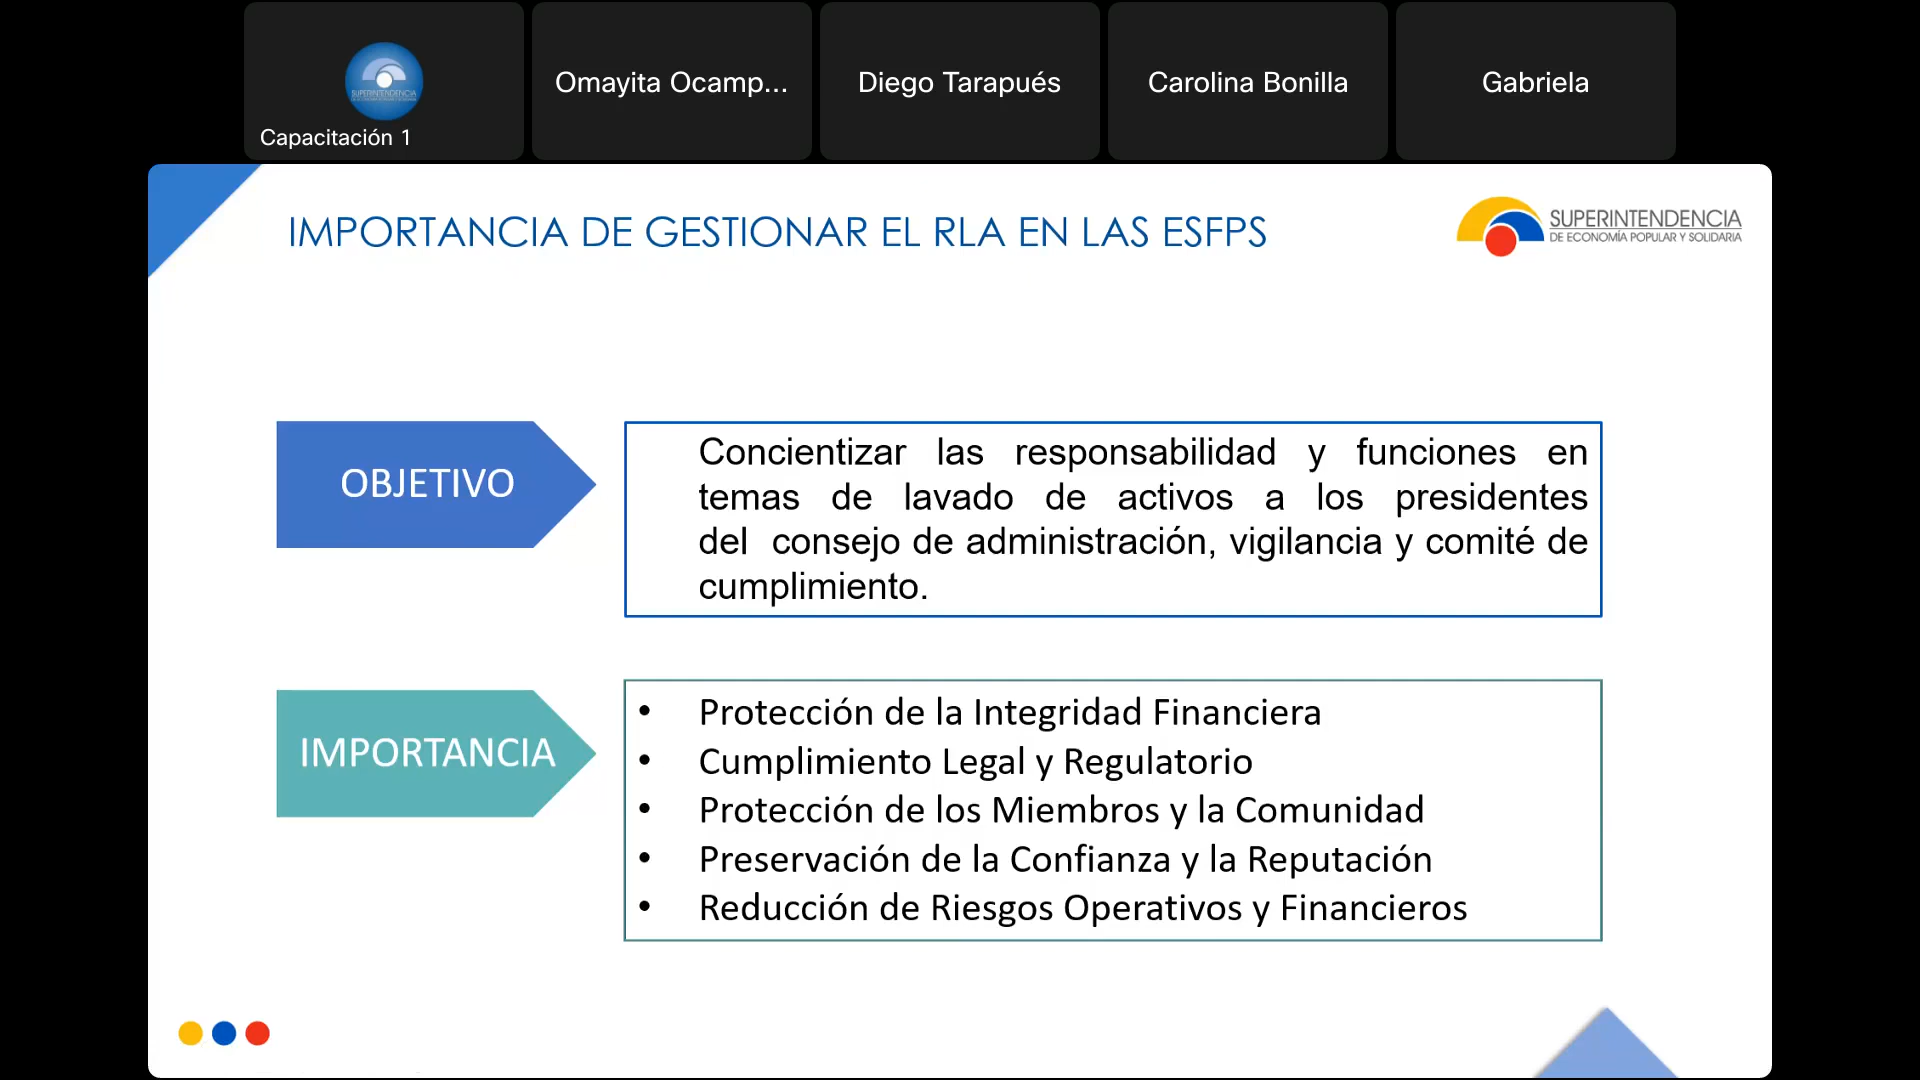 SUPERINTENDENCIA
Capacitación 1
Omayita Ocamp...
Diego Tarapués
Carolina Bonilla
Gabriela
IMPORTANCIA DE GESTIONAR EL RLA EN LAS ESFPS
SUPERINTENDENCIA
DE ECONOMÍA POPULAR Y SOLIDARIA
OBJETIVO
Concientizar las responsabilidad y funciones en
temas de lavado de activos a los presidentes
del consejo de administración, vigilancia y comité de
cumplimiento.
IMPORTANCIA
• Protección de la Integridad Financiera
• Cumplimiento Legal y Regulatorio
• Protección de los Miembros y la Comunidad
• Preservación de la Confianza y la Reputación
• Reducción de Riesgos Operativos y Financieros